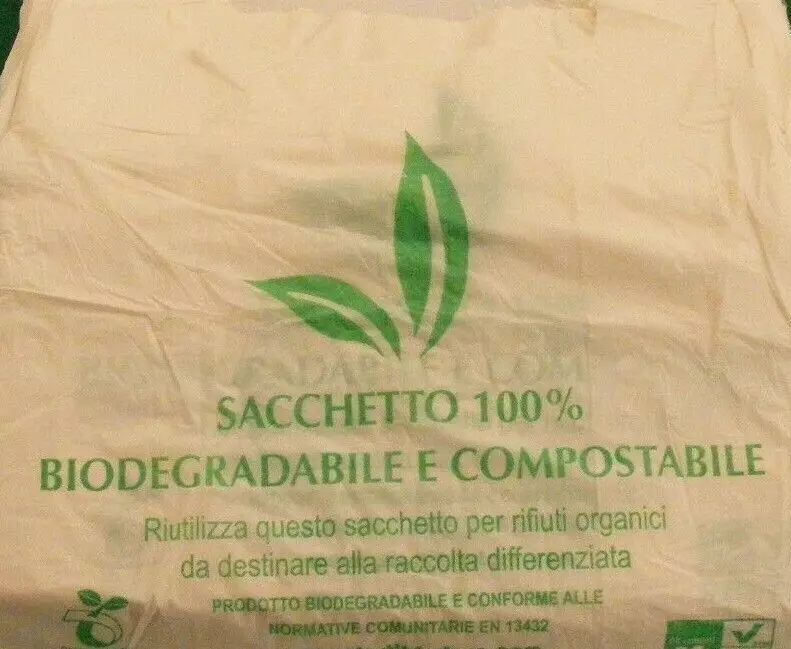 SACCHETTO 100%
BIODEGRADABILE E COMPOSTABILE
Riutilizza questo sacchetto per rifiuti organici
da destinare alla raccolta differenziata
PRODOTTO BIODEGRADABILE E CONFORME ALLE
NORMATIVE COMUNITARIE EN 13432